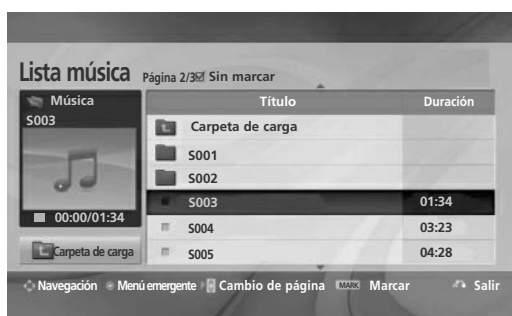 Lista música Página 2/3 Sin marcar
Música
S003
00:00/01:34
Carpeta de carga
Título Duración
Carpeta de carga
S001
S002
S003 01:34
S004 03:23
S005 04:28
Navegación Menú emergente Cambio de página MARK Marcar Salir